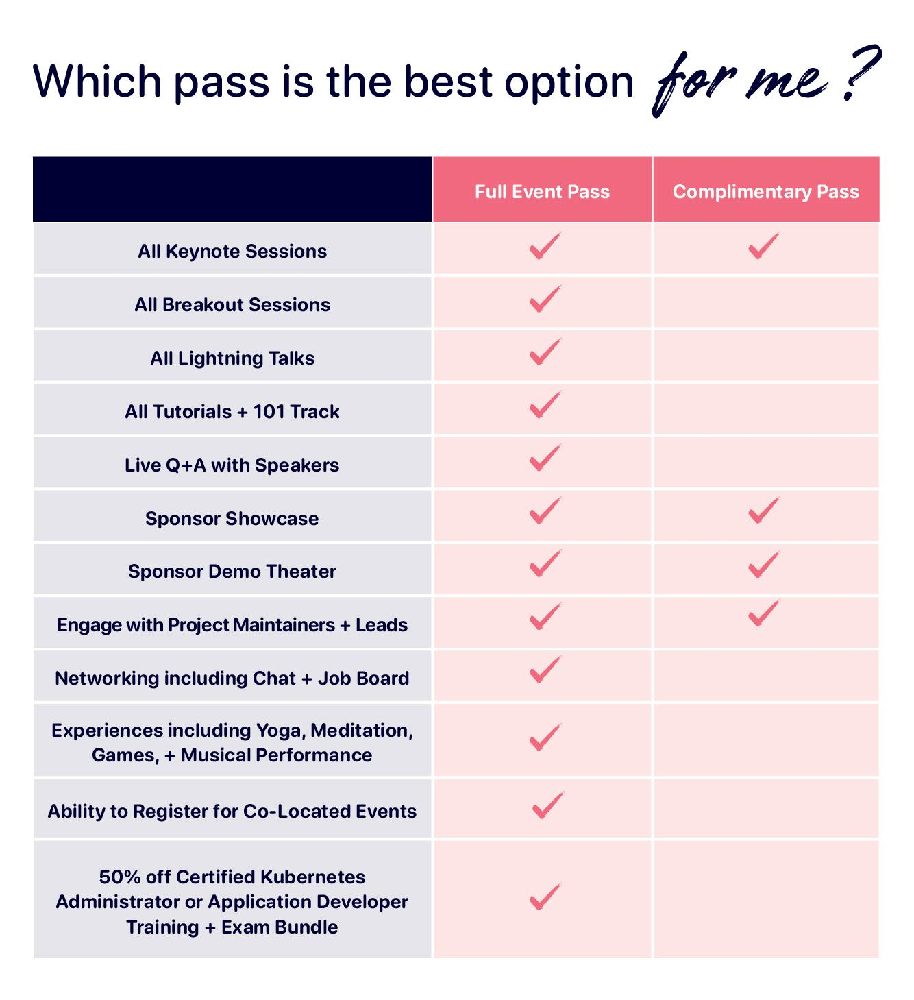 Which pass is the best option for me?
Full Event Pass Complimentary Pass
All Keynote Sessions
All Breakout Sessions
All Lightning Talks
All Tutorials + 101 Track
Live Q+A with Speakers
Sponsor Showcase
Sponsor Demo Theater
Engage with Project Maintainers + Leads
Networking including Chat + Job Board
Experiences including Yoga, Meditation,
Games, + Musical Performance
Ability to Register for Co-Located Events
50% off Certified Kubernetes
Administrator or Application Developer
Training + Exam Bundle